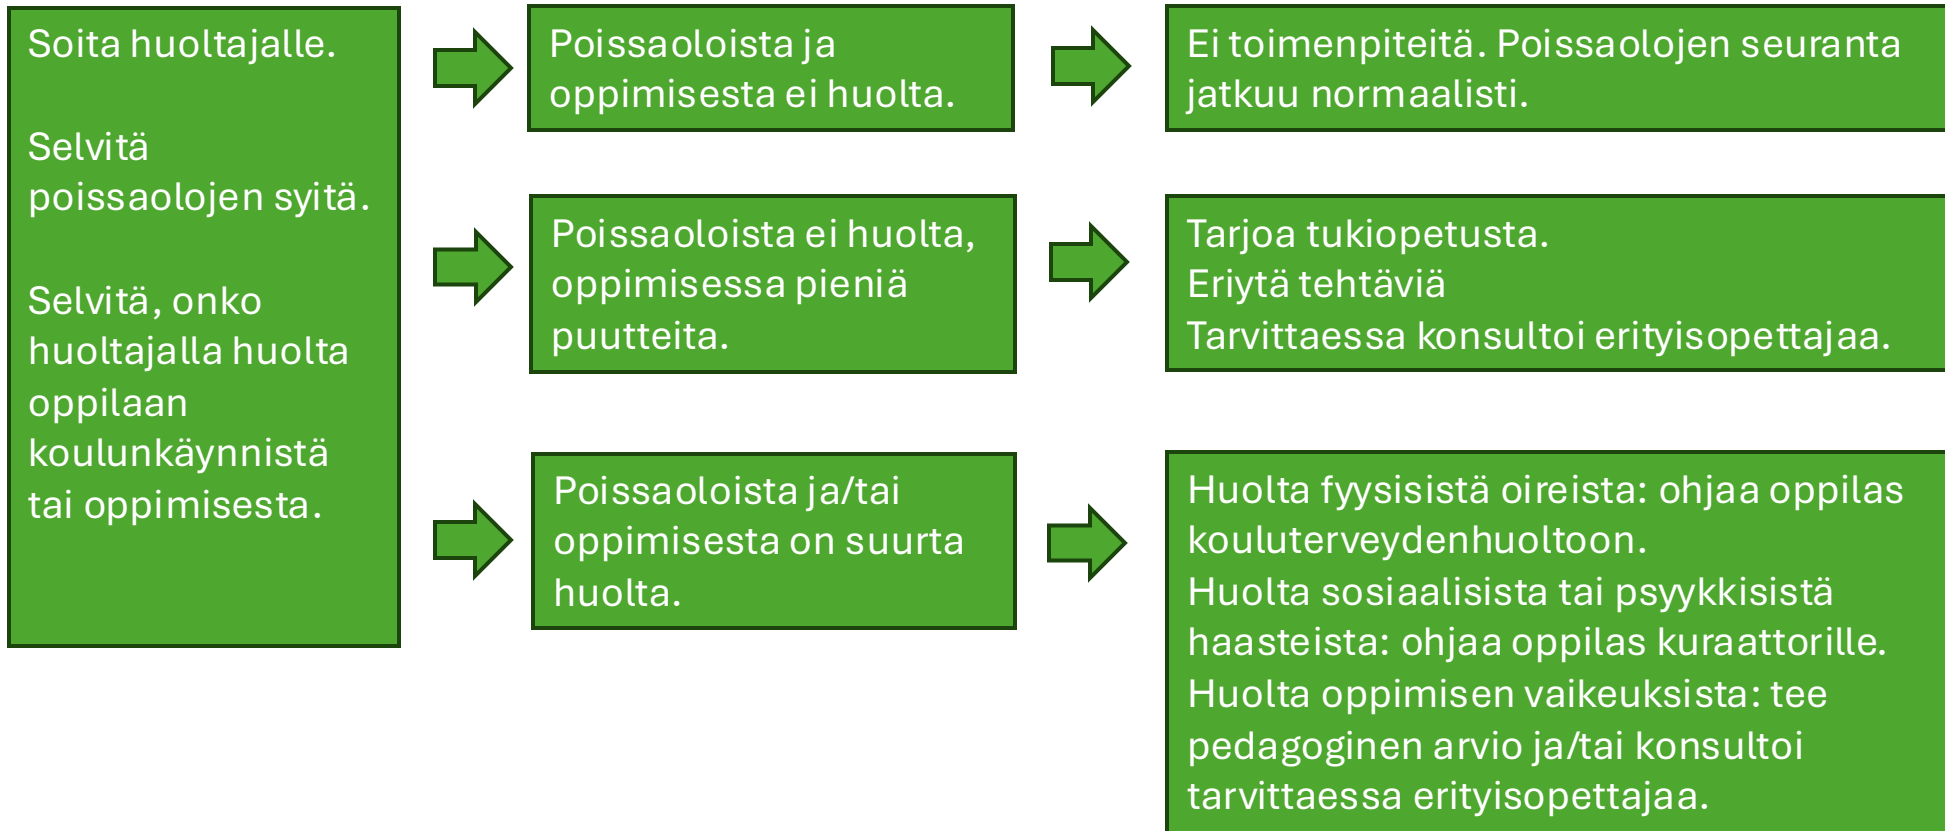 Soita huoltajalle.
Selvitä
poissaolojen syitä.
Selvitä, onko
huoltajalla huolta
oppilaan
koulunkäynnistä
tai oppimisesta.
Poissaoloista ja
oppimisesta ei huolta.
Ei toimenpiteitä. Poissaolojen seuranta
jatkuu normaalisti.
Poissaoloista ei huolta,
oppimisessa pieniä
puutteita.
Tarjoa tukiopetusta.
Eriytä tehtäviä
Tarvittaessa konsultoi erityisopettajaa.
Poissaoloista ja/tai
oppimisesta on suurta
huolta.
Huolta fyysisistä oireista: ohjaa oppilas
kouluterveydenhuoltoon.
Huolta sosiaalisista tai psyykkisistä
haasteista: ohjaa oppilas kuraattorille.
Huolta oppimisen vaikeuksista: tee
pedagoginen arvio ja/tai konsultoi
tarvittaessa erityisopettajaa.